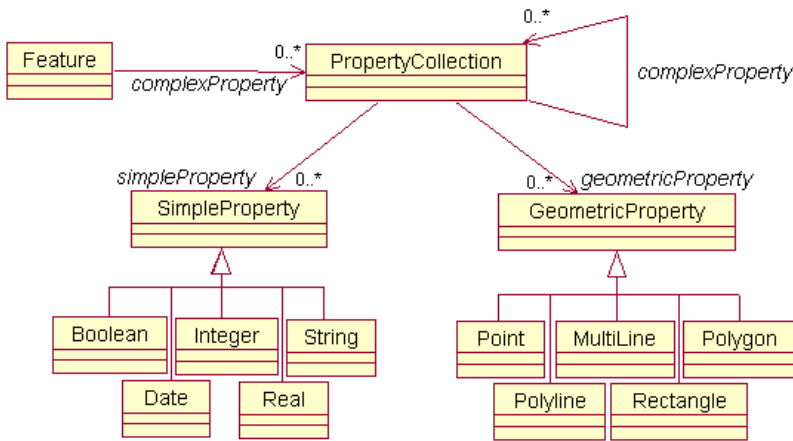 0..*
0..*
Feature
PropertyCollection
complexProperty
complexProperty
simpleProperty
0..*
0..*
geometricProperty
SimpleProperty
GeometricProperty
Boolean
Integer
String
Point
MultiLine
Polygon
Date
Real
Polyline
Rectangle